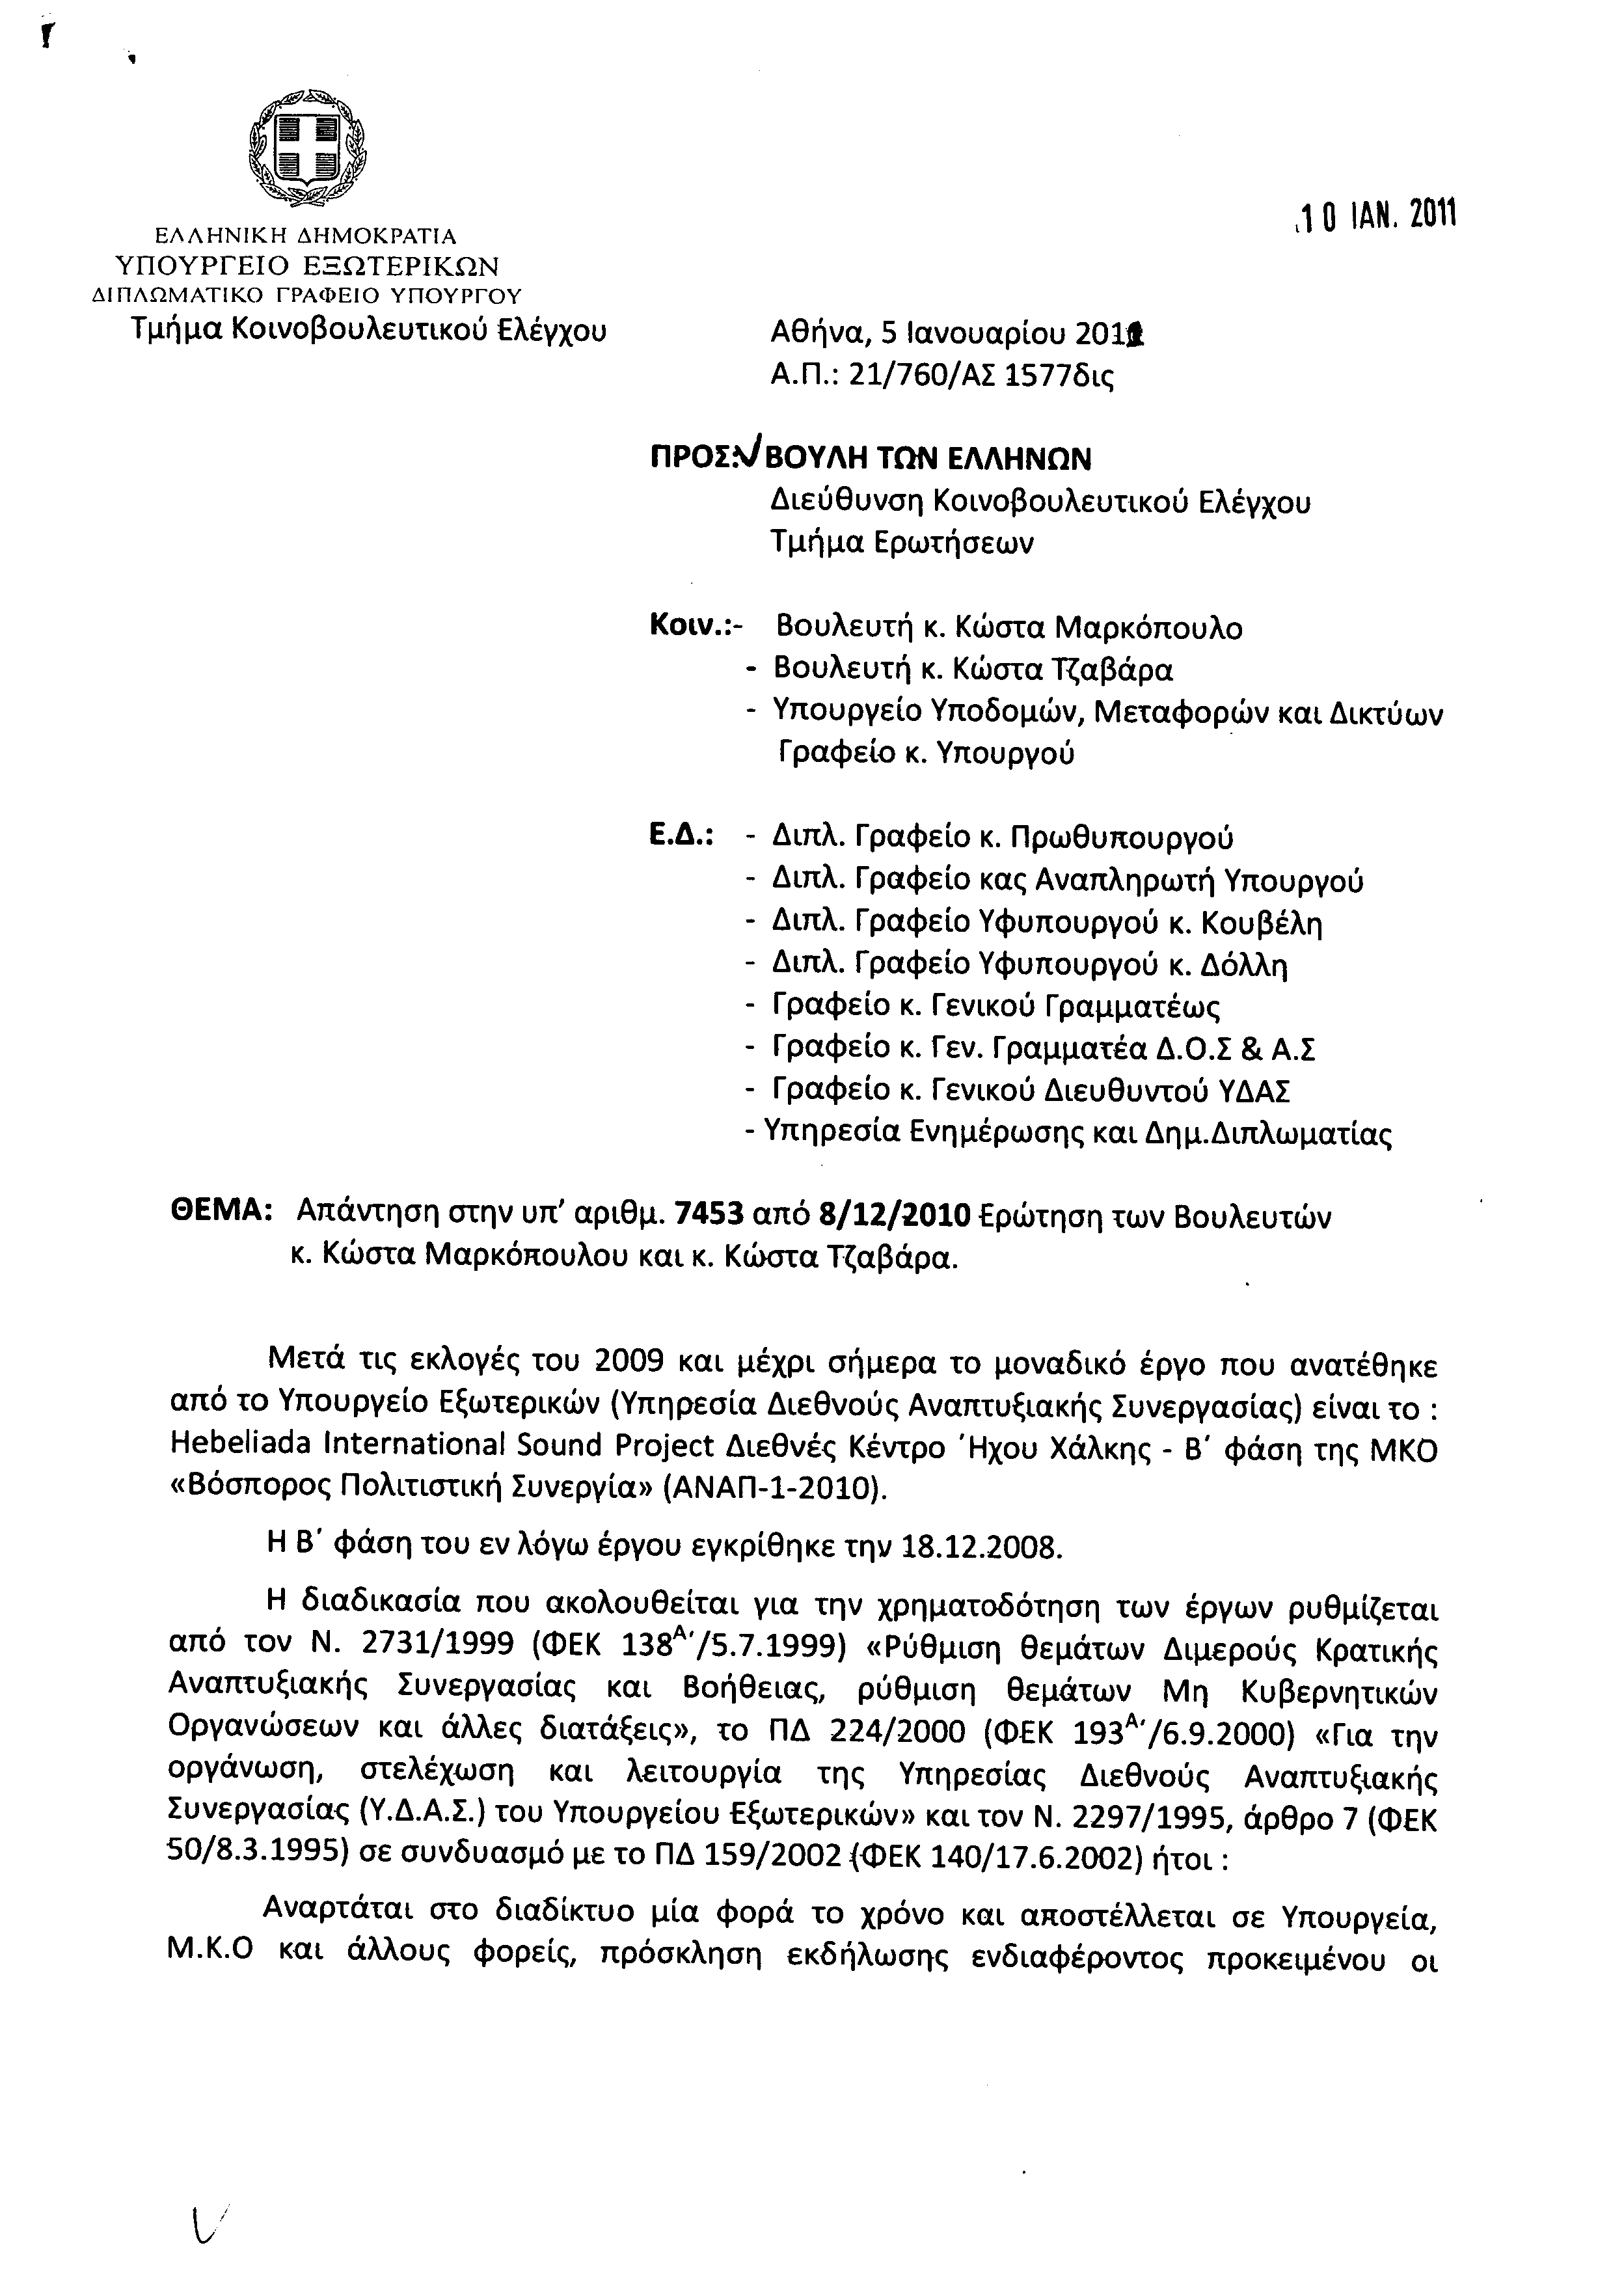 10 ΙΑΝ. 2011
ΕΛΛΗΝΙΚΗ ΔΗΜΟΚΡΑΤΙΑ
ΥΠΟΥΡΓΕΙΟ ΕΞΩΤΕΡΙΚΩΝ
ΔΙΠΛΩΜΑΤΙΚΟ ΓΡΑΦΕΙΟ ΥΠΟΥΡΓΟΥ
Τμήμα Κοινοβουλευτικού Ελέγχου
Αθήνα, 5 Ιανουαρίου 2011
Α.Π.: 21/760/ΑΣ 1577δις
ΠΡΟΣ: ΒΟΥΛΗ ΤΩΝ ΕΛΛΗΝΩΝ
Διεύθυνση Κοινοβουλευτικού Ελέγχου
Τμήμα Ερωτήσεων
Κοιν.:- Βουλευτή κ. Κώστα Μαρκόπουλο
- Βουλευτή κ. Κώστα Τζαβάρα
- Υπουργείο Υποδομών, Μεταφορών και Δικτύων
Γραφείο κ. Υπουργού
Ε.Δ.: - Διπλ. Γραφείο κ. Πρωθυπουργού
- Διπλ. Γραφείο κας Αναπληρωτή Υπουργού
- Διπλ. Γραφείο Υφυπουργού κ. Κουβέλη
- Διπλ. Γραφείο Υφυπουργού κ. Δόλλη
- Γραφείο κ. Γενικού Γραμματέως
- Γραφείο κ. Γεν. Γραμματέα Δ.Ο.Σ & Α.Σ
- Γραφείο κ. Γενικού Διευθυντού ΥΔΑΣ
- Υπηρεσία Ενημέρωσης και Δημ.Διπλωματίας
ΘΕΜΑ: Απάντηση στην υπ' αριθμ. 7453 από 8/12/2010 Ερώτηση των Βουλευτών
κ. Κώστα Μαρκόπουλου και κ. Κώστα Τζαβάρα.
Μετά τις εκλογές του 2009 και μέχρι σήμερα το μοναδικό έργο που ανατέθηκε
από το Υπουργείο Εξωτερικών (Υπηρεσία Διεθνούς Αναπτυξιακής Συνεργασίας) είναι το :
Hebeliada International Sound Project Διεθνές Κέντρο Ήχου Χάλκης - Β' φάση της ΜΚΟ
«Βόσπορος Πολιτιστική Συνεργία» (ΑΝΑΠ-1-2010).
Η Β' φάση του εν λόγω έργου εγκρίθηκε την 18.12.2008.
Η διαδικασία που ακολουθείται για την χρηματοδότηση των έργων ρυθμίζεται
από τον Ν. 2731/1999 (ΦΕΚ 138Α'/5.7.1999) «Ρύθμιση θεμάτων Διμερούς Κρατικής
Αναπτυξιακής Συνεργασίας και Βοήθειας, ρύθμιση θεμάτων Μη Κυβερνητικών
Οργανώσεων και άλλες διατάξεις», το ΠΔ 224/2000 (ΦΕΚ 193Α'/6.9.2000) «Για την
οργάνωση, στελέχωση και λειτουργία της Υπηρεσίας Διεθνούς Αναπτυξιακής
Συνεργασίας (Υ.Δ.Α.Σ.) του Υπουργείου Εξωτερικών» και τον Ν. 2297/1995, άρθρο 7 (ΦΕΚ
50/8.3.1995) σε συνδυασμό με το ΠΔ 159/2002 (ΦΕΚ 140/17.6.2002) ήτοι :
Αναρτάται στο διαδίκτυο μία φορά το χρόνο και αποστέλλεται σε Υπουργεία,
Μ.Κ.Ο και άλλους φορείς, πρόσκληση εκδήλωσης ενδιαφέροντος προκειμένου οι